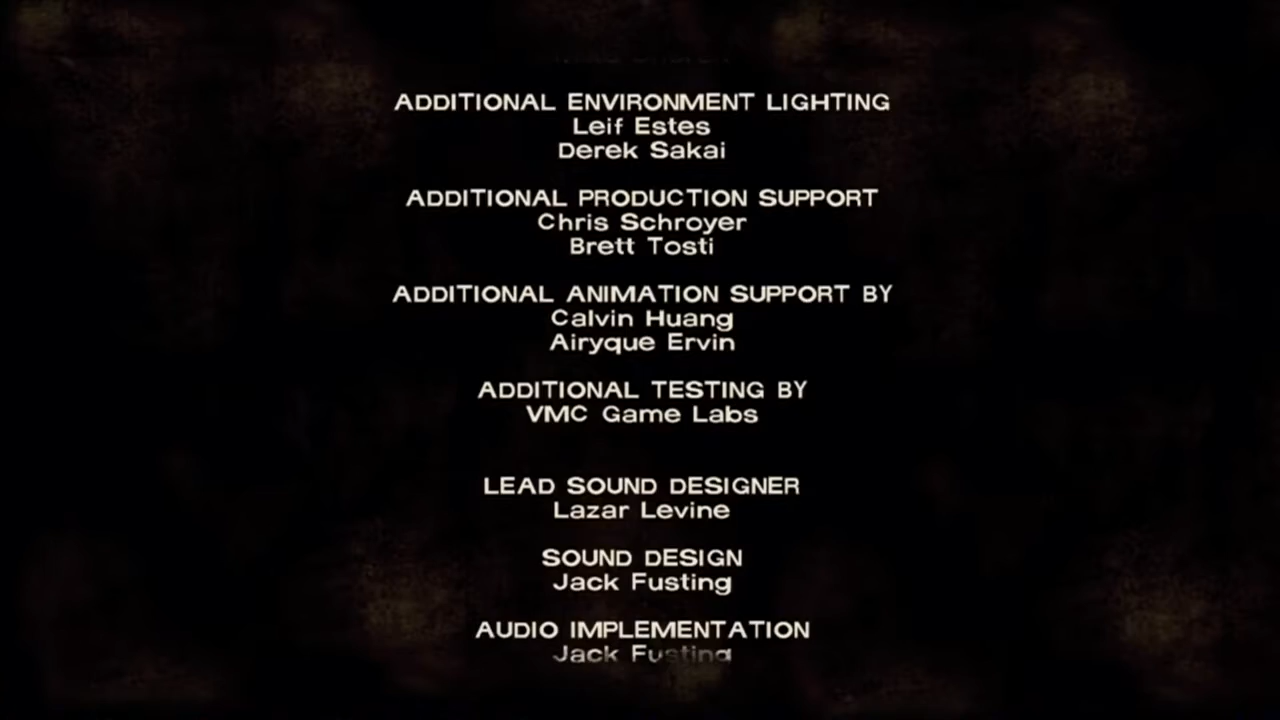 ADDITIONAL ENVIRONMENT LIGHTING
Leif Estes
Derek Sakai
ADDITIONAL PRODUCTION SUPPORT
Chris Schroyer
Brett Tosti
ADDITIONAL ANIMATION SUPPORT BY
Calvin Huang
Airyque Ervin
ADDITIONAL TESTING BY
VMC Game Labs
LEAD SOUND DESIGNER
Lazar Levine
SOUND DESIGN
Jack Fusting
AUDIO IMPLEMENTATION
Jack Fusting